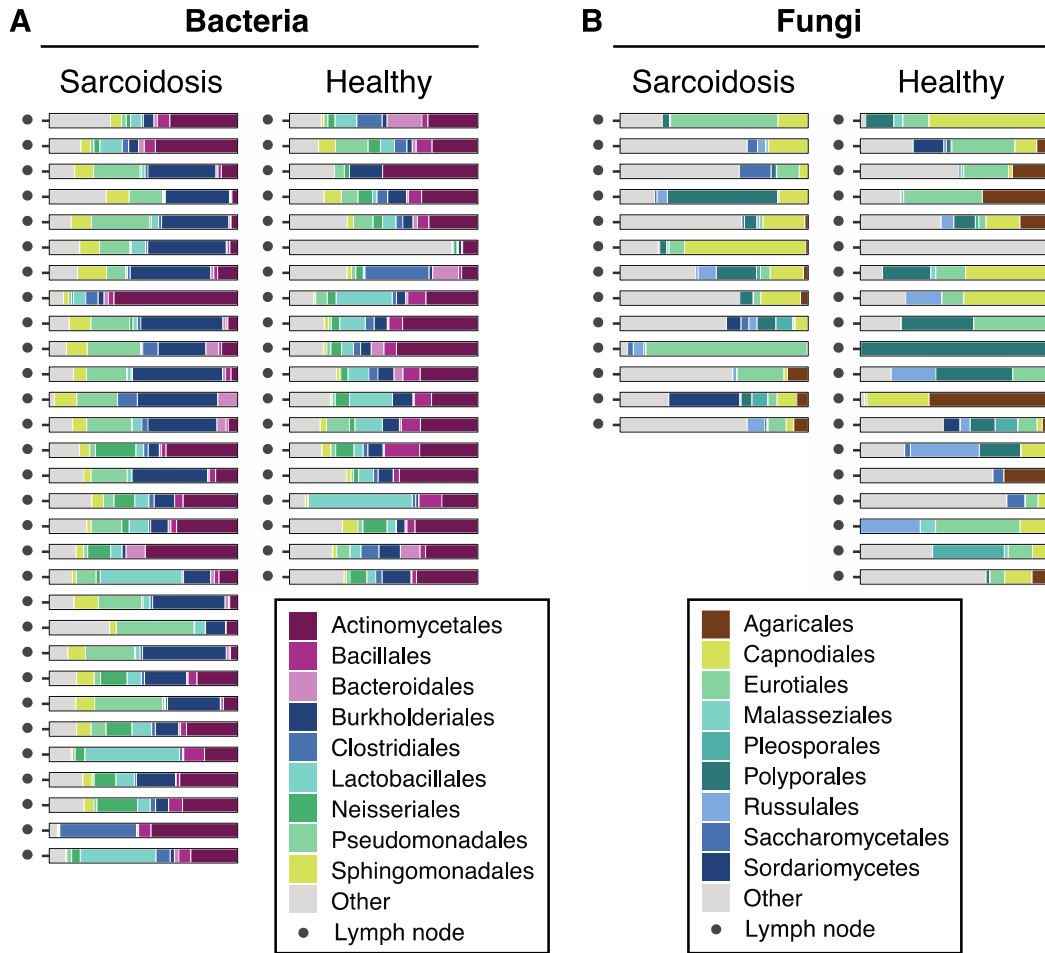 A
Bacteria
Sarcoidosis
Healthy
Actinomycetales
Bacillales
Bacteroidales
Burkholderiales
Clostridiales
Lactobacillales
Neisseriales
Pseudomonadales
Sphingomonadales
Other
Lymph node
B
Fungi
Sarcoidosis
Healthy
Agaricales
Capnodiales
Eurotiales
Malasseziales
Pleosporales
Polyporales
Russulales
Saccharomycetales
Sordariomycetes
Other
Lymph node